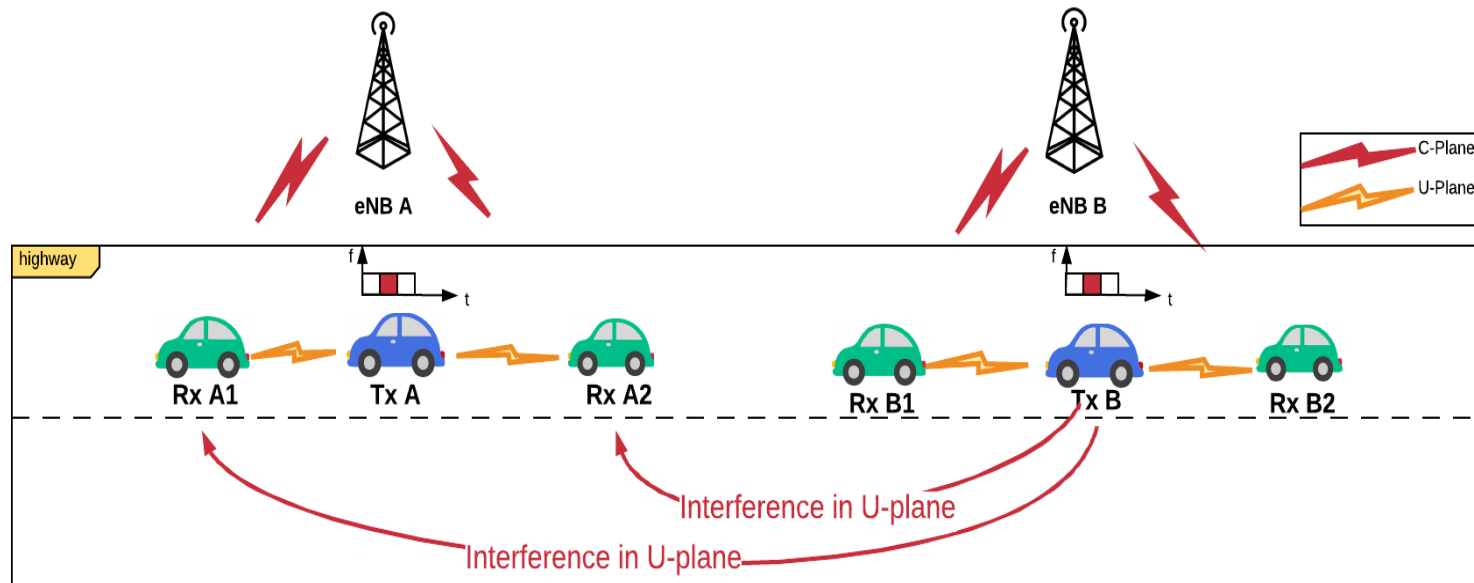 C-Plane
U-Plane
eNB A
eNB B
highway
f
t
f
t
Rx A1
Tx A
Rx A2
Rx B1
Tx B
Rx B2
Interference in U-plane
Interference in U-plane